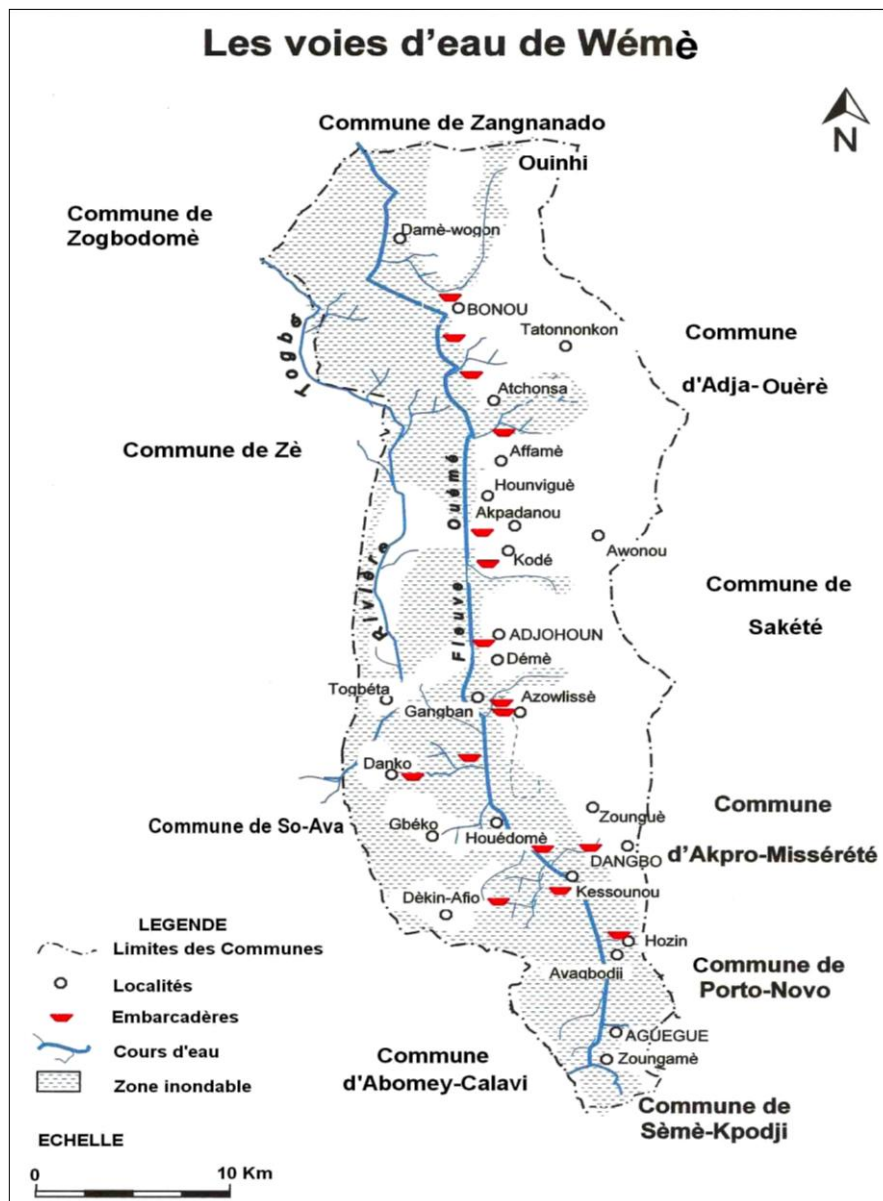 Les voies d'eau de Wémè
Commune de Zangnanado
N
Ouinhi
Commune de
Zogbodomè
Damè-wogon
BONOU
Tatonnonkon
Commune
d'Adja-Ouèrè
Togbe
Atchonsa
Commune de Zè
Affamè
Hounviguè
Akpadanou
Awonou
Kodé
Fleuve Ouèmé
Rivière
Commune de
Sakété
ADJOHOUN
Démè
Togbéta
Azowlissè
Gangban
Danko
Zounguè
Commune
d'Akpro-Missérété
Commune de So-Ava
Gbéko
Houédomè
DANGBO
Kessounou
Dèkin-Afio
Hozin
Avaqbodii
Commune de
Porto-Novo
LEGENDE
Limites des Communes
Localités
Embarcadères
Cours d'eau
Zone inondable
AGUEGUE
Zoungamè
Commune
d'Abomey-Calavi
Commune de
Sèmè-Kpodji
ECHELLE
0 10 Km